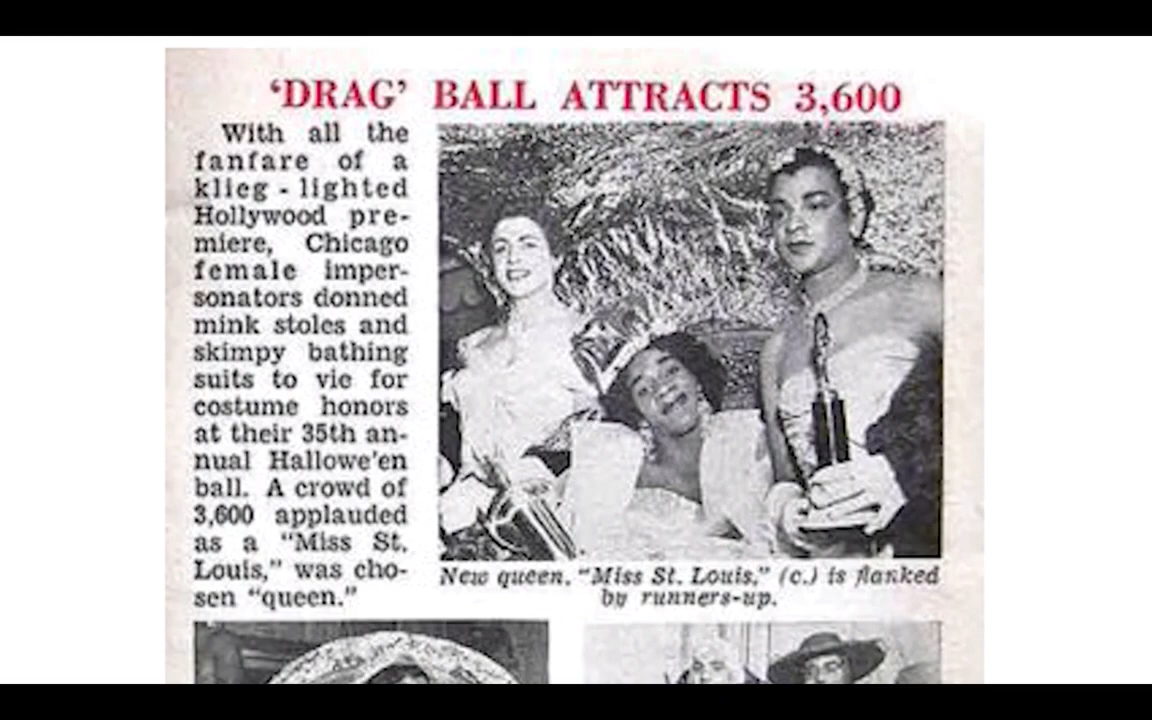 ‘DRAG’ BALL ATTRACTS 3,600
With all the
fanfare of a
klieg - lighted
Hollywood pre-
miere, Chicago
female imper-
sonators donned
mink stoles and
skimpy bathing
suits to vie for
costume honors
at their 35th an-
nual Hallowe'en
ball. A crowd of
3,600 applauded
as a "Miss St.
Louis," was cho-
sen "queen."
New queen, "Miss St. Louis," (c.) is flanked
by runners-up.